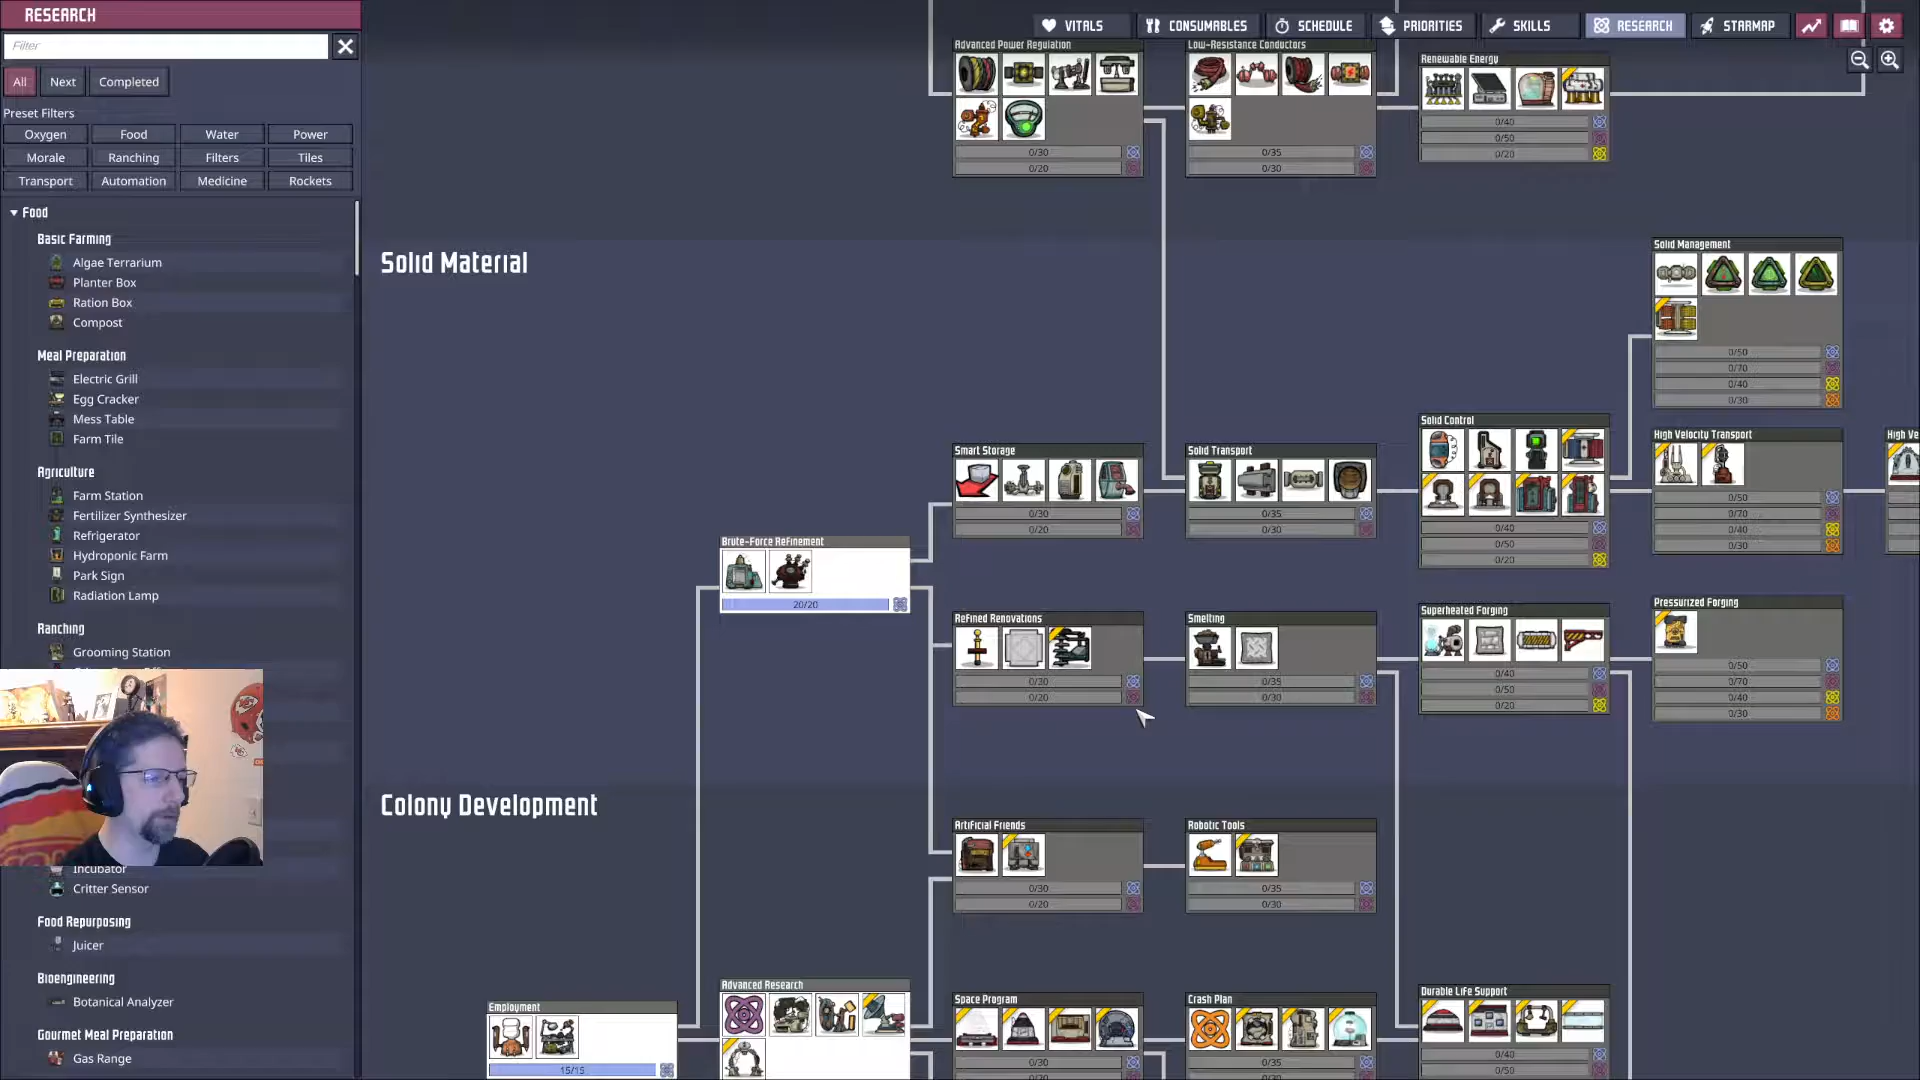 RESEARCH
VITALS
CONSUMABLES
SCHEDULE
PRIORITIES
SKILLS
RESEARCH
STARMAP
Filter
All
Next
Completed
Preset Filters
Oxygen
Food
Water
Power
Morale
Ranching
Filters
Tiles
Transport
Automation
Medicine
Rockets
Food
Basic Farming
Algae Terrarium
Planter Box
Ration Box
Compost
Meal Preparation
Electric Grill
Egg Cracker
Mess Table
Farm Tile
Agriculture
Farm Station
Fertilizer Synthesizer
Refrigerator
Hydroponic Farm
Park Sign
Radiation Lamp
Ranching
Grooming Station
Incubator
Critter Sensor
Food Repurposing
Juicer
Bioengineering
Botanical Analyzer
Gourmet Meal Preparation
Gas Range
Advanced Power Regulation
0/30
0/20
Low-Resistance Conductors
0/35
0/30
Renewable Energy
0/40
0/50
0/20
Solid Material
Solid Management
0/50
0/70
0/40
0/30
Smart Storage
0/30
0/20
Solid Transport
0/35
0/30
Solid Control
0/40
0/50
0/20
High Velocity Transport
0/50
0/70
0/40
0/30
High Ve
Brute-Force Refinement
20/20
Refined Renovations
0/30
0/20
Smelting
0/35
0/30
Superheated Forging
0/40
0/50
0/20
Pressurized Forging
0/50
0/70
0/40
0/30
Colony Development
Artificial Friends
0/30
0/20
Robotic Tools
0/35
0/30
Employment
15/15
Advanced Research
Space Program
0/30
0/20
Crash Plan
0/35
0/30
Durable Life Support
0/40
0/50